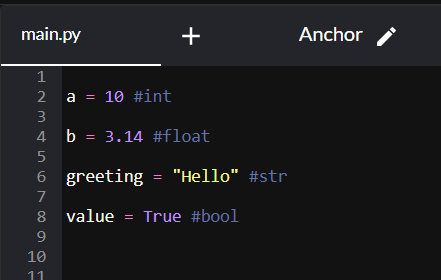 main.py + Anchor
1
2 a = 10 #int
3
4 b = 3.14 #float
5
6 greeting = "Hello" #str
7
8 value = True #bool
9
10
11